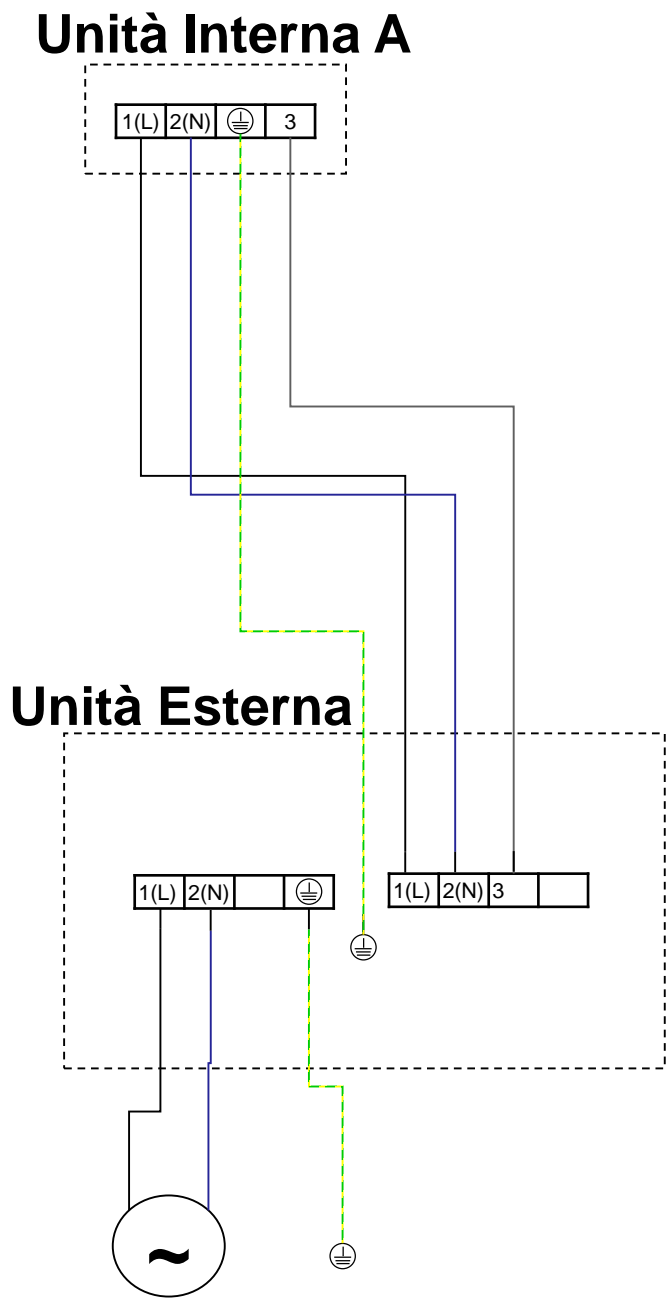 Unità Interna A
1(L) 2(N) 3
Unità Esterna
1(L) 2(N)
1(L) 2(N) 3
~